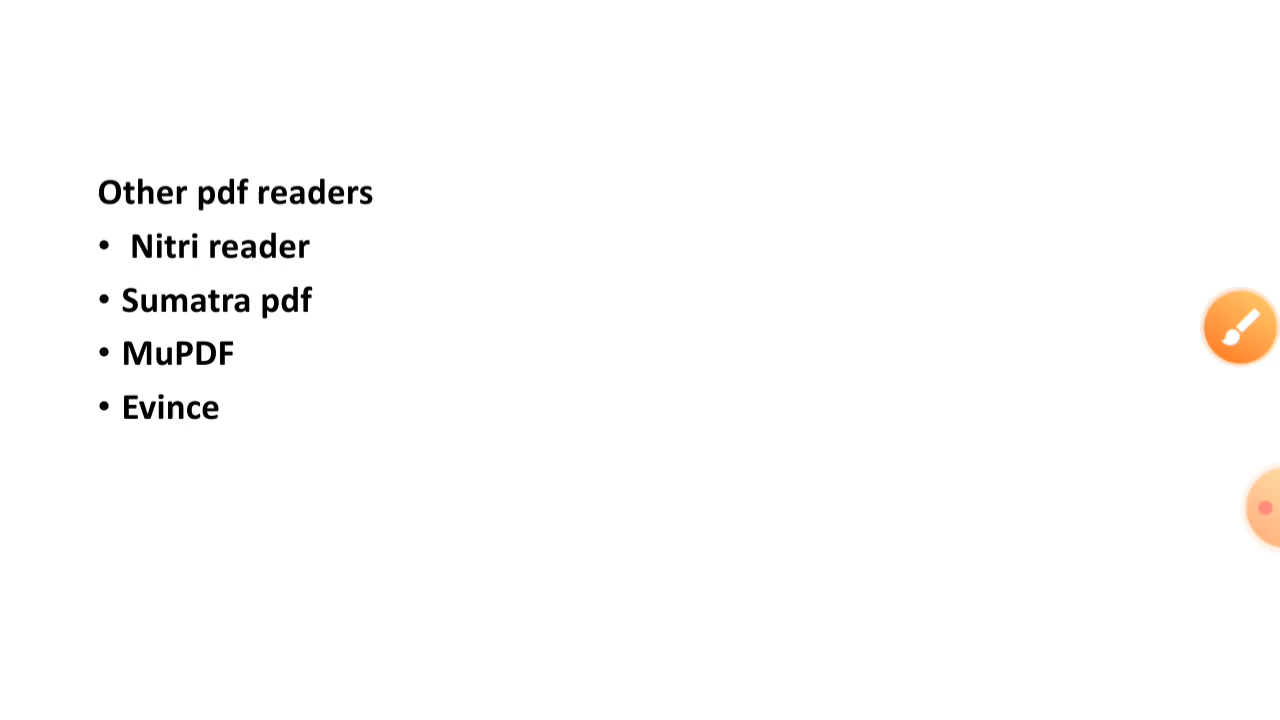 Other pdf readers
• Nitri reader
• Sumatra pdf
• MuPDF
• Evince